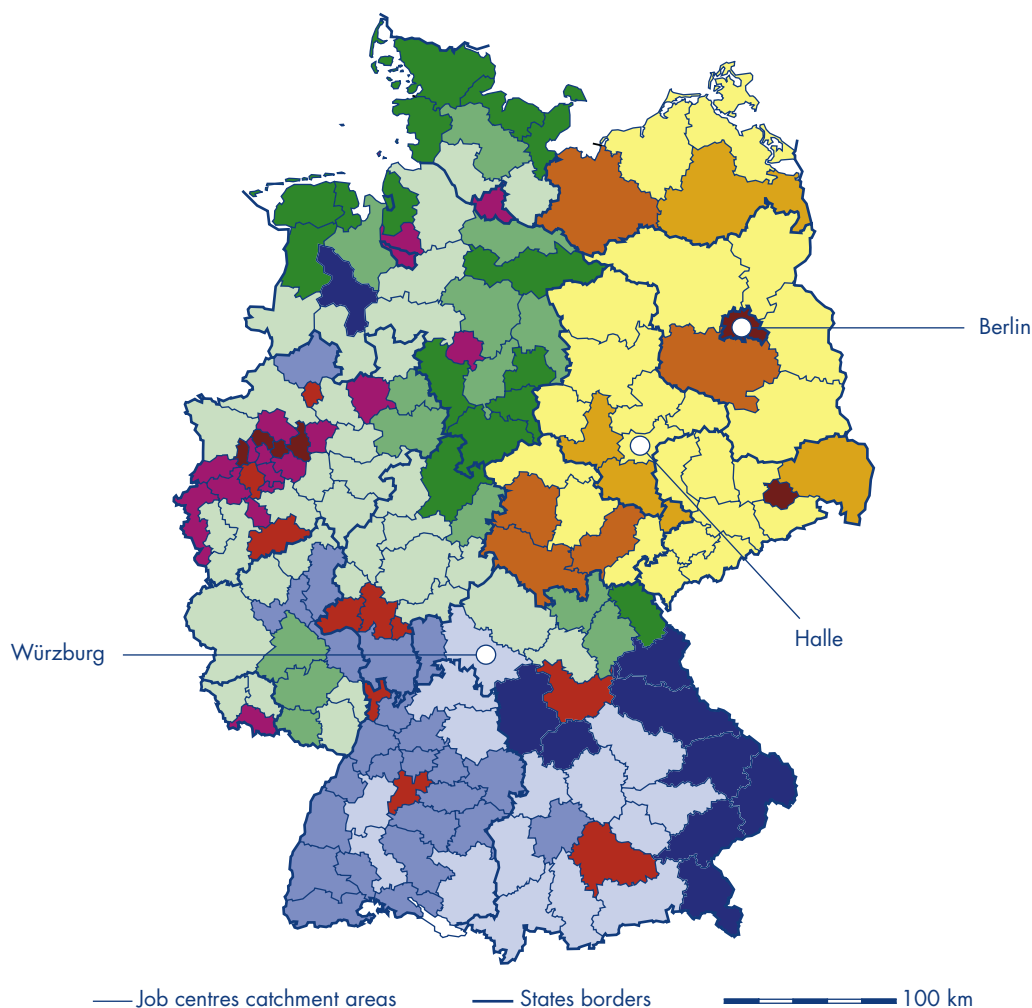 Berlin
Halle
Würzburg
Job centres catchment areas
States borders
100 km